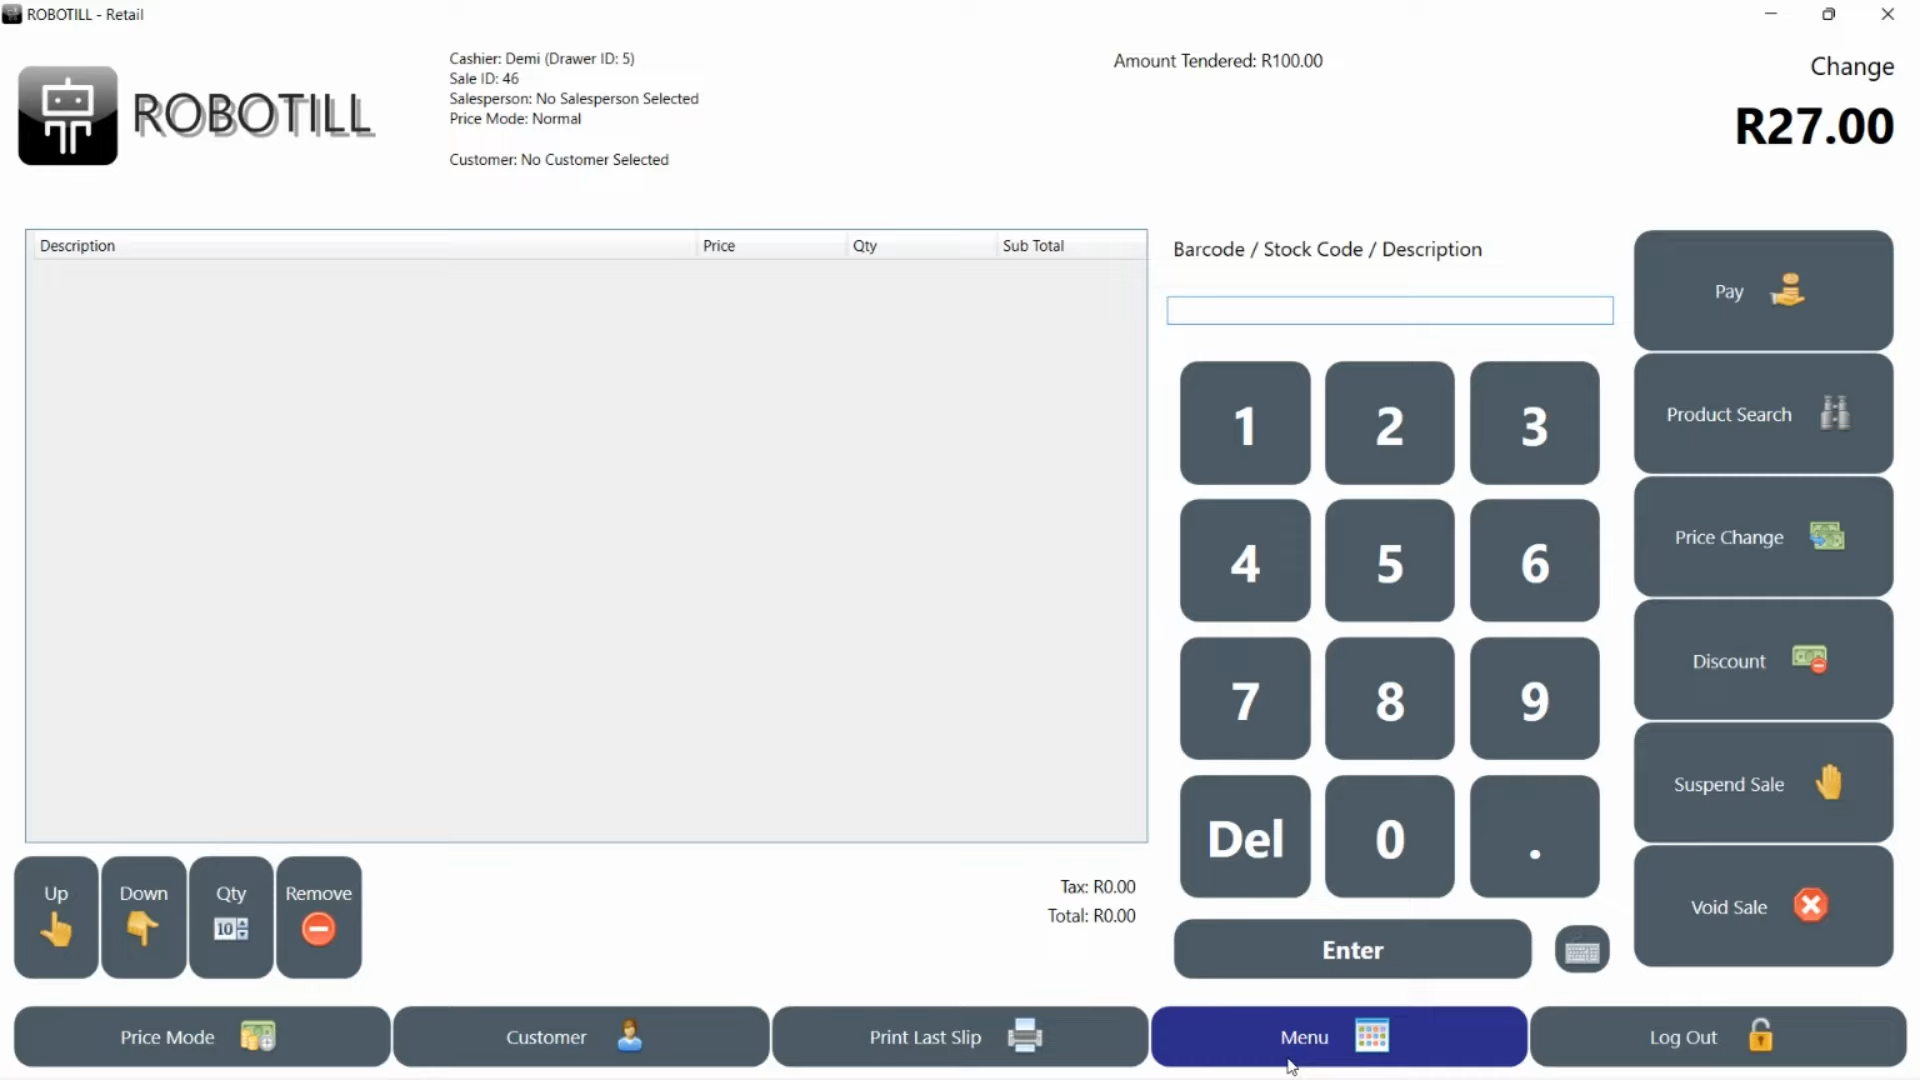 ROBOTILL - Retail
ROBOTILL
Cashier: Demi (Drawer ID: 5)
Sale ID: 46
Salesperson: No Salesperson Selected
Price Mode: Normal
Customer: No Customer Selected
Amount Tendered: R100.00
Change
R27.00
Description Price Qty Sub Total
Barcode / Stock Code / Description
1 2 3
4 5 6
7 8 9
Del 0 .
Enter
Pay
Product Search
Price Change
Discount
Suspend Sale
Void Sale
Up Down Qty Remove
10
Tax: R0.00
Total: R0.00
Price Mode Customer Print Last Slip Menu Log Out